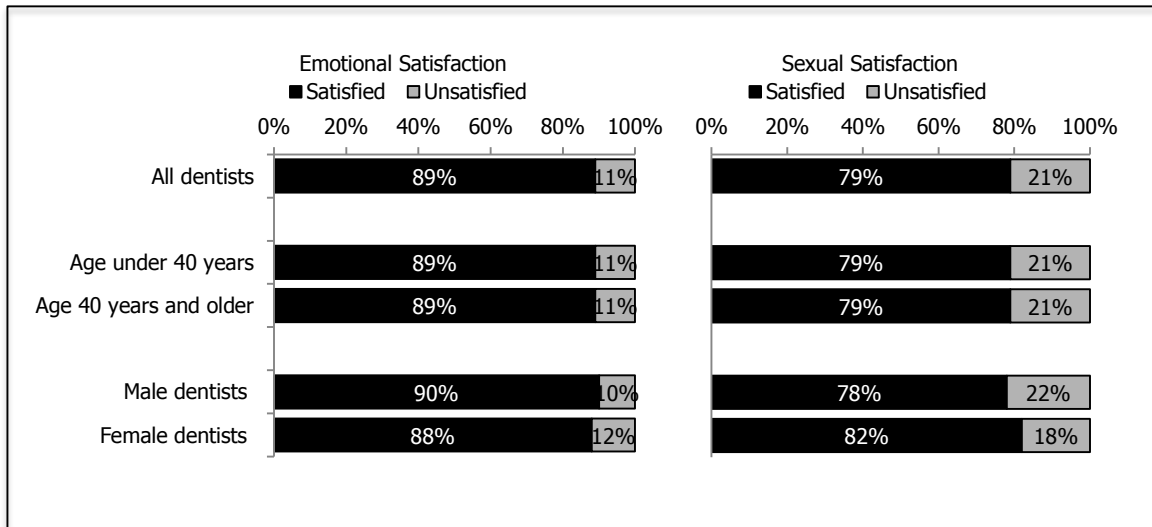 Emotional Satisfaction
Satisfied Unsatisfied
0% 20% 40% 60% 80% 100%
Sexual Satisfaction
Satisfied Unsatisfied
0% 20% 40% 60% 80% 100%
All dentists 89% 11% 79% 21%
Age under 40 years 89% 11% 79% 21%
Age 40 years and older 89% 11% 79% 21%
Male dentists 90% 10% 78% 22%
Female dentists 88% 12% 82% 18%